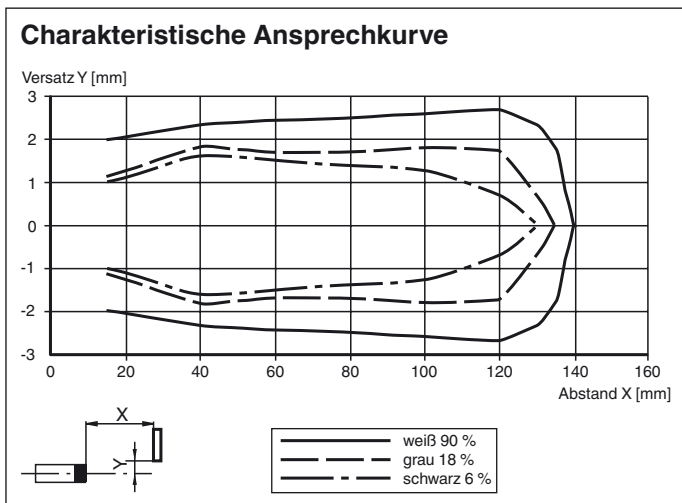 Charakteristische Ansprechkurve
Versatz Y [mm]
3
2
1
0
-1
-2
-3
0 20 40 60 80 100 120 140 160
Abstand X [mm]
X
Y
weiß 90 %
grau 18 %
schwarz 6 %